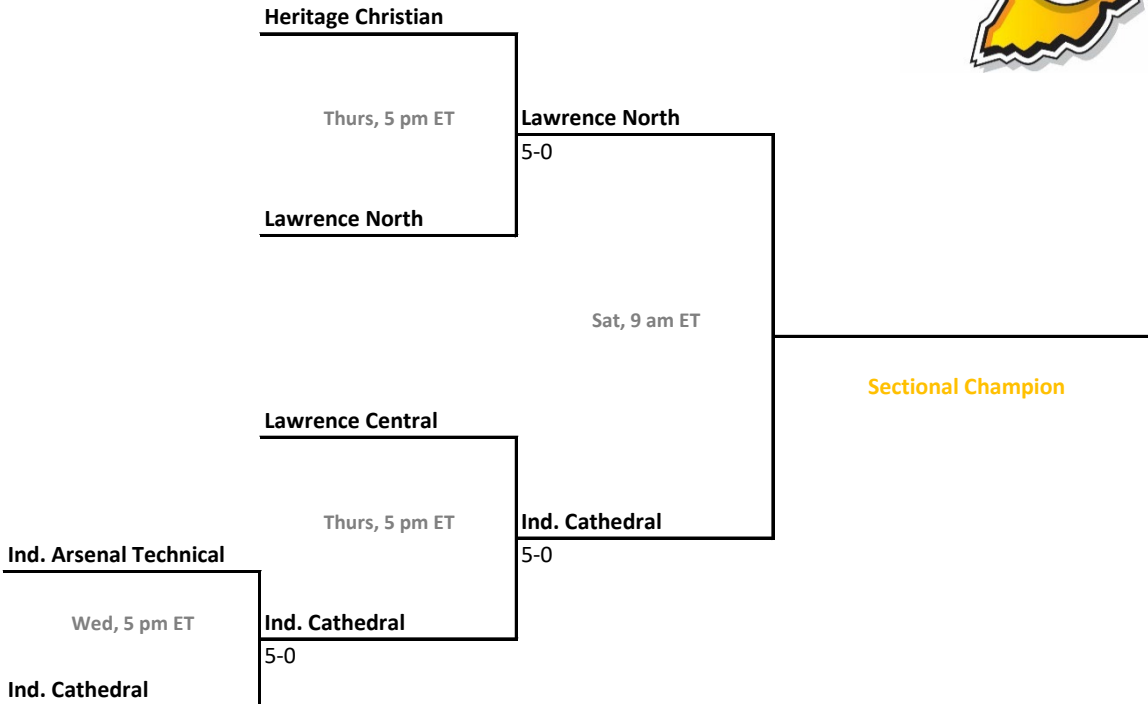 Heritage Christian
Thurs, 5 pm ET
Lawrence North
5-0
Lawrence North
Sat, 9 am ET
Sectional Champion
Lawrence Central
Thurs, 5 pm ET
Ind. Cathedral
5-0
Ind. Arsenal Technical
Wed, 5 pm ET
Ind. Cathedral
5-0
Ind. Cathedral